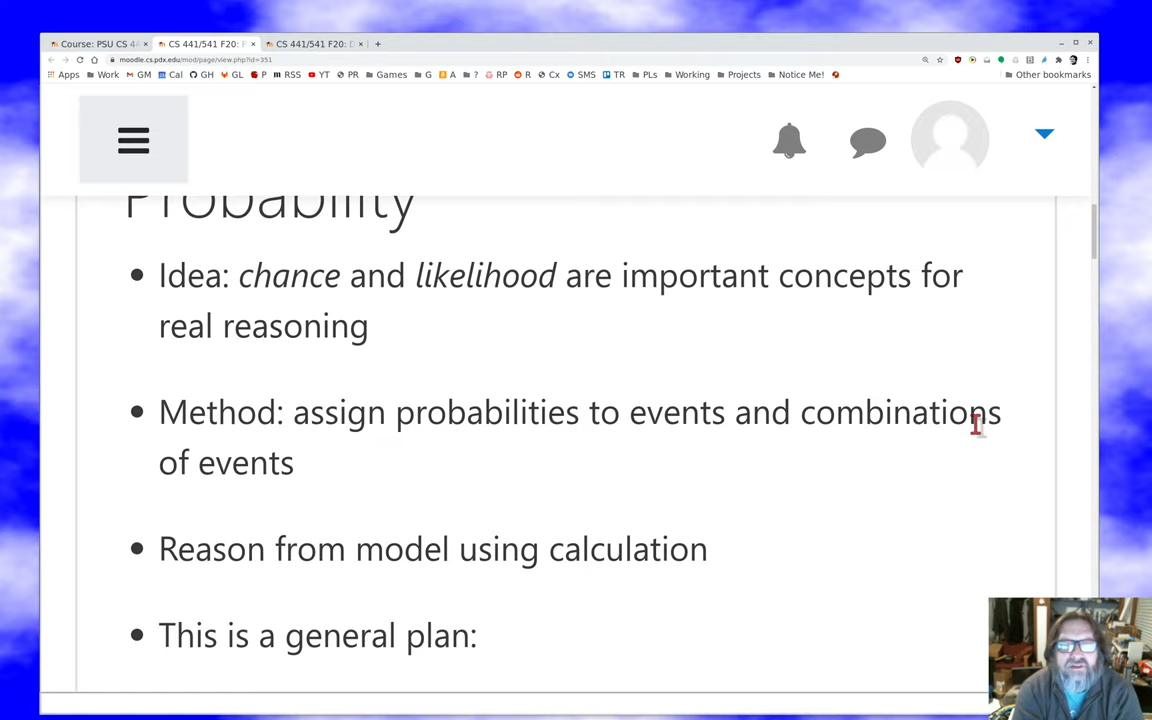 Course: PSU CS 4
CS 441/541 F20: F
CS 441/541 F20: D
moodle.cs.pdx.edu/mod/page/view.php?id=351
Apps Work GM Cal GH GL P RSS YT PR Games G A ? RP R Cx SMS TR PLs Working Projects Notice Me! Other bookmarks
Probability
• Idea: chance and likelihood are important concepts for
real reasoning
• Method: assign probabilities to events and combinations
of events
• Reason from model using calculation
• This is a general plan: